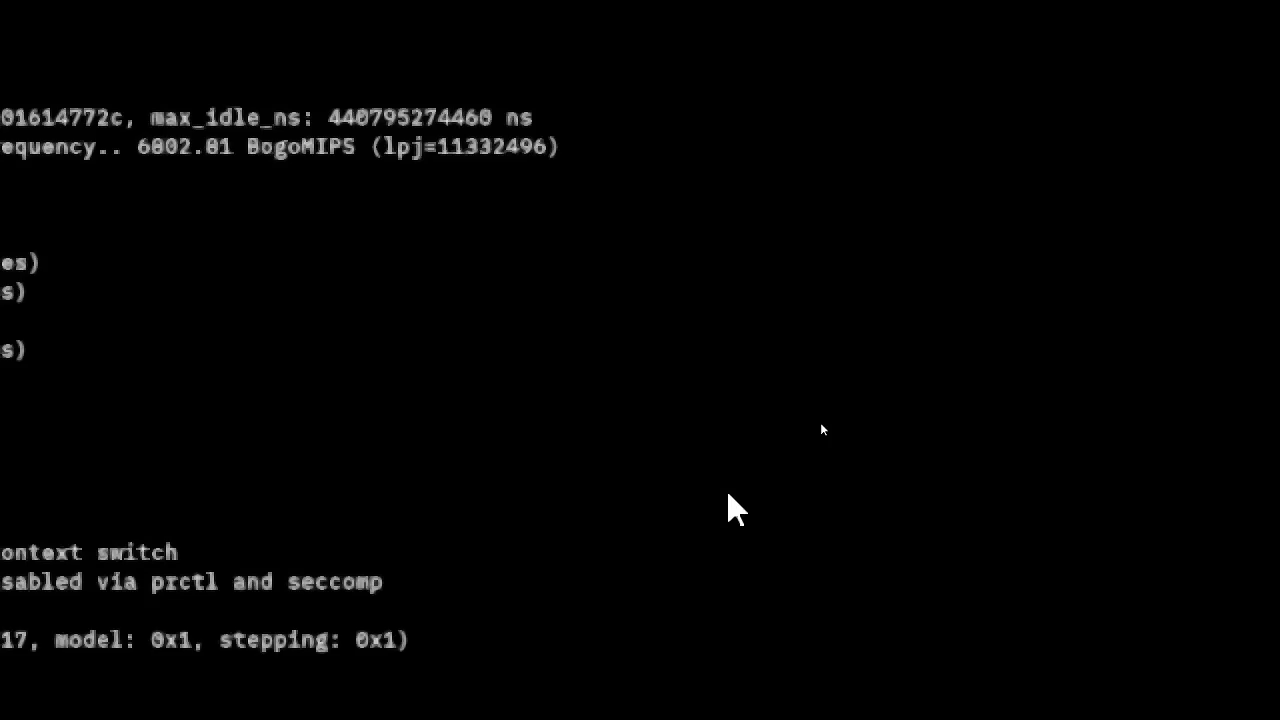 01614772c, max_idle_ns: 440795274460 ns
equency.. 6802.81 BogoMIPS (lpj=11332496)
es)
s)
s)
ontext switch
sabled via prctl and seccomp
17, model: 0x1, stepping: 0x1)